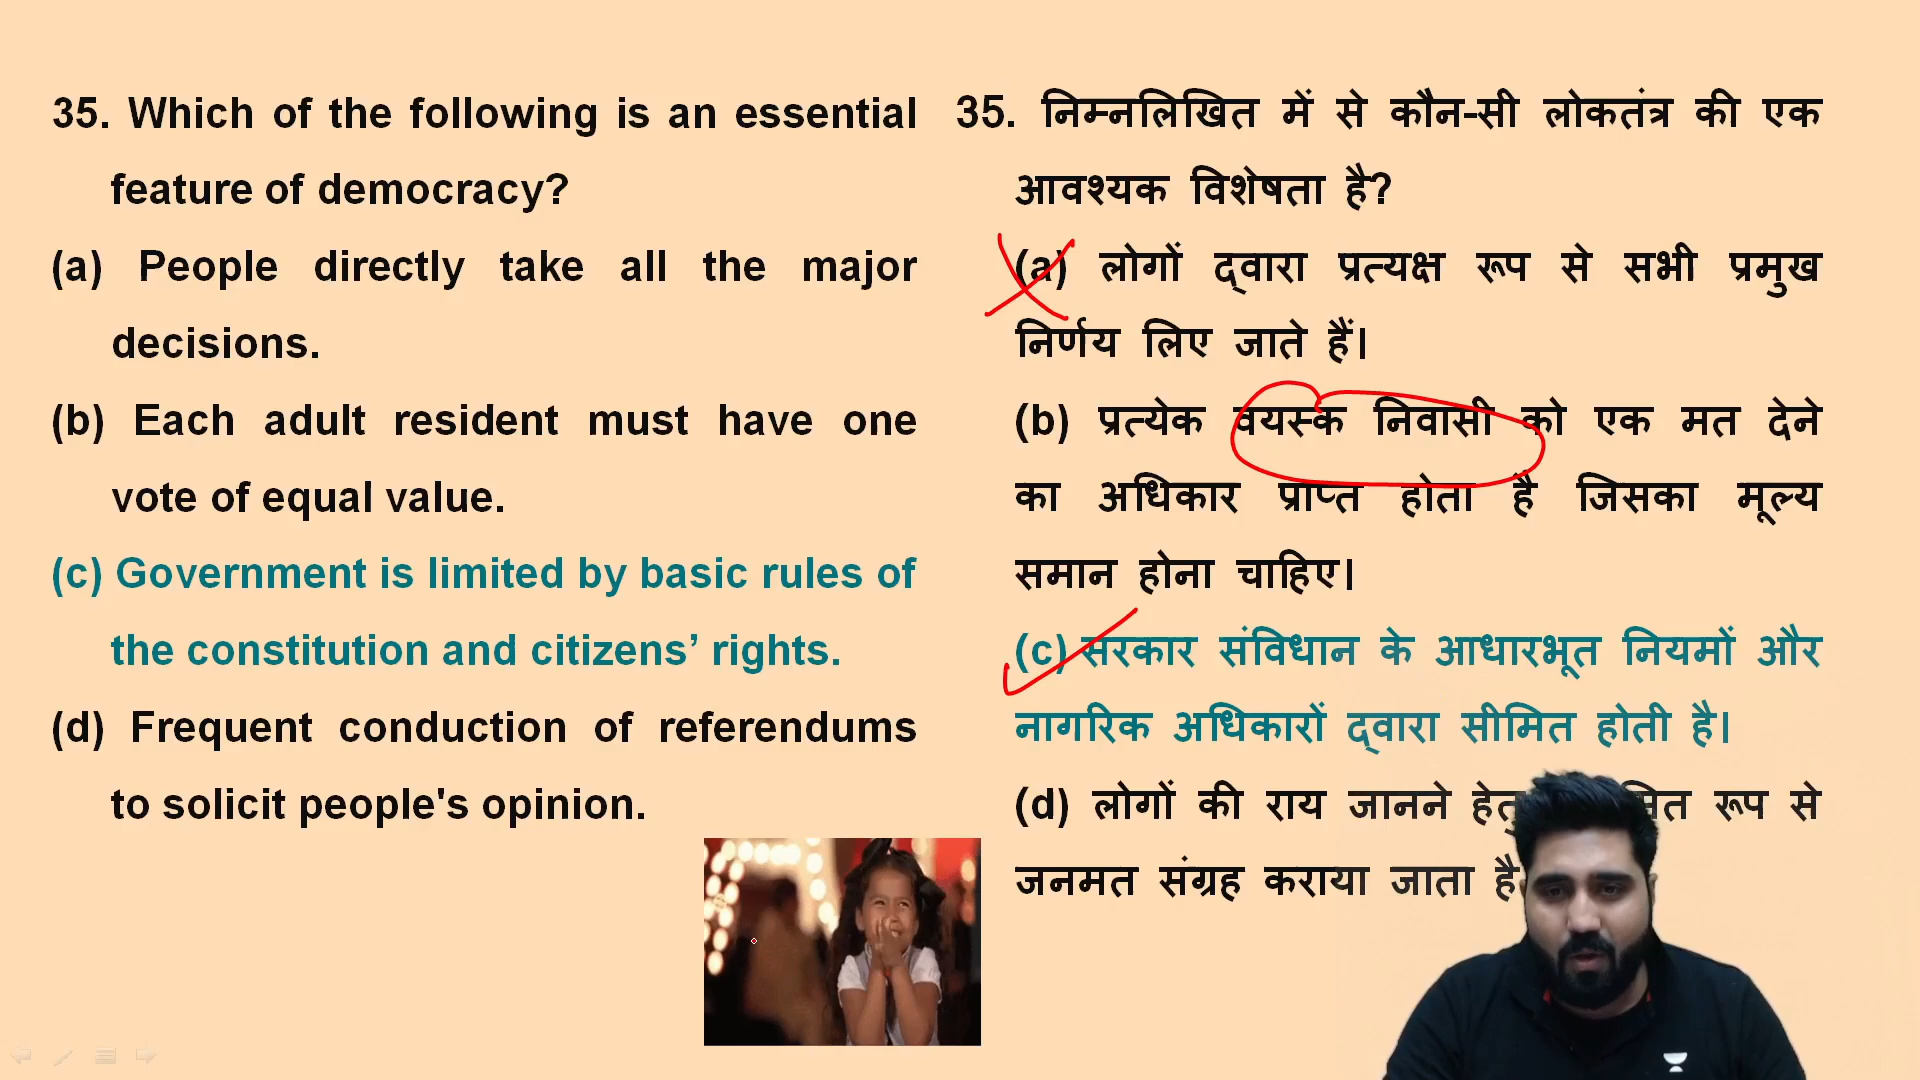 35. Which of the following is an essential
feature of democracy?
(a) People directly take all the major
decisions.
(b) Each adult resident must have one
vote of equal value.
(c) Government is limited by basic rules of
the constitution and citizens’ rights.
(d) Frequent conduction of referendums
to solicit people's opinion.
35. निम्नलिखित में से कौन-सी लोकतंत्र की एक
आवश्यक विशेषता है?
(a) लोगों द्वारा प्रत्यक्ष रूप से सभी प्रमुख
निर्णय लिए जाते हैं।
(b) प्रत्येक वयस्क निवासी को एक मत देने
का अधिकार प्राप्त होता है जिसका मूल्य
समान होना चाहिए।
(c) सरकार संविधान के आधारभूत नियमों और
नागरिक अधिकारों द्वारा सीमित होती है।
(d) लोगों की राय जानने रूप से
जनमत संग्रह कराया जाता है